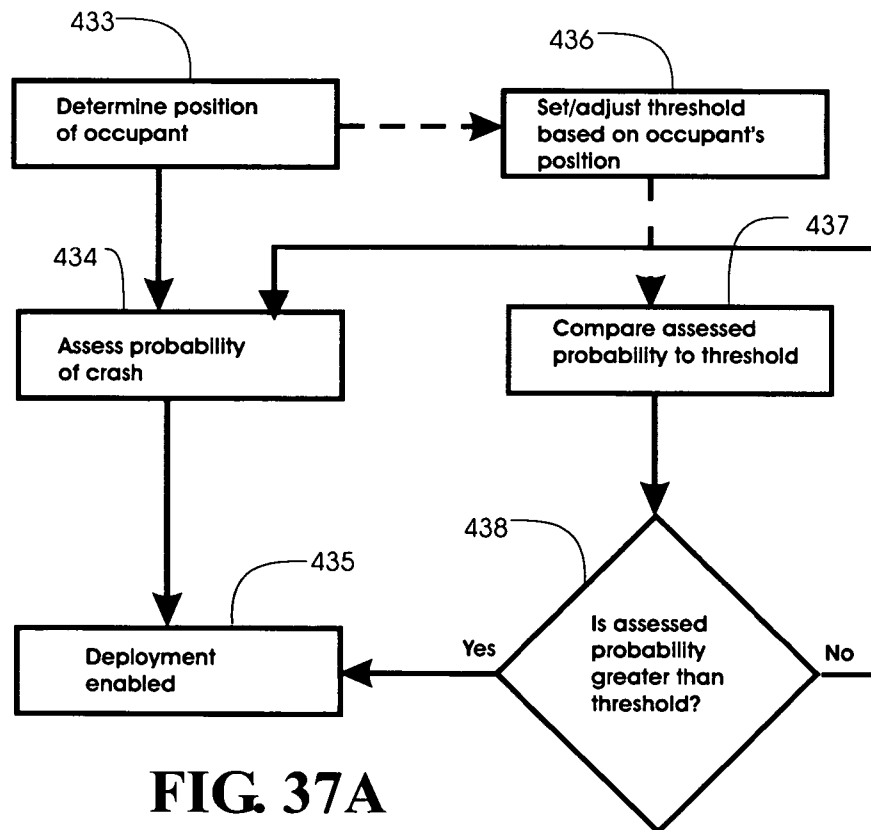 433
436
Determine position
of occupant
Set/adjust threshold
based on occupant's
position
437
434
Assess probability
of crash
Compare assessed
probability to threshold
438
435
Deployment
enabled
Yes
Is assessed
probability
greater than
threshold?
No
FIG. 37A